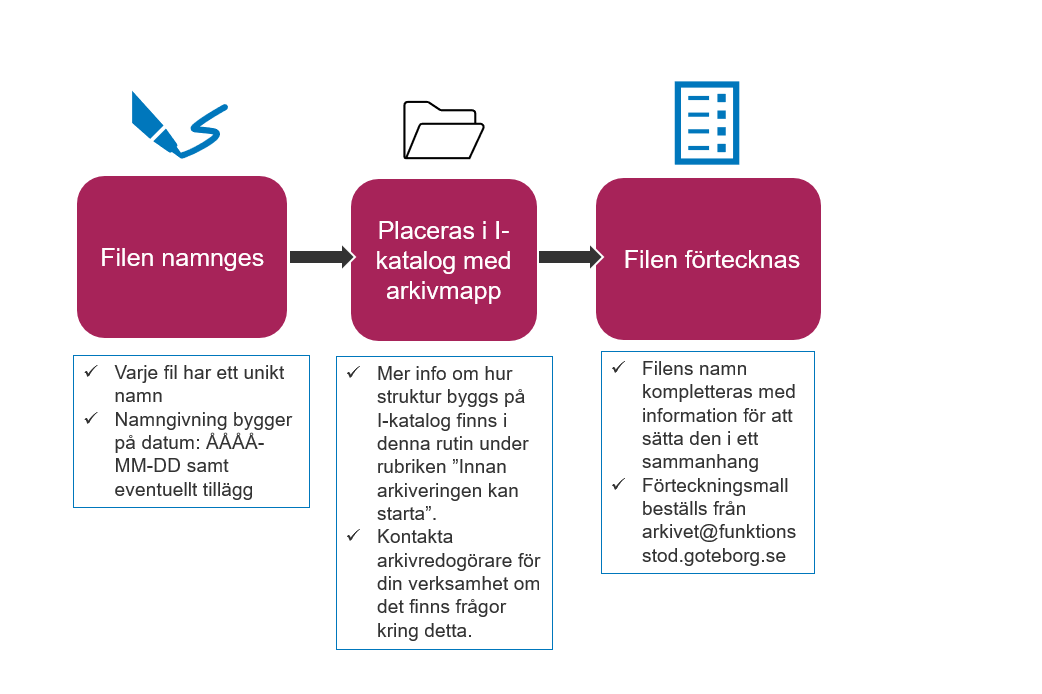 Filen namnges
Placeras i I-
katalog med
arkivmapp
Filen förtecknas
✓ Varje fil har ett unikt
namn
✓ Namngivning bygger
på datum: ÅÅÅÅ-
MM-DD samt
eventuellt tillägg
✓ Mer info om hur
struktur byggs på
I-katalog finns i
denna rutin under
rubriken ”Innan
arkiveringen kan
starta”.
✓ Kontakta
arkivredogörare för
din verksamhet om
det finns frågor
kring detta.
✓ Filens namn
kompletteras med
information för att
sätta den i ett
sammanhang
✓ Förteckningsmall
beställs från
arkivet@funktions
stod.goteborg.se